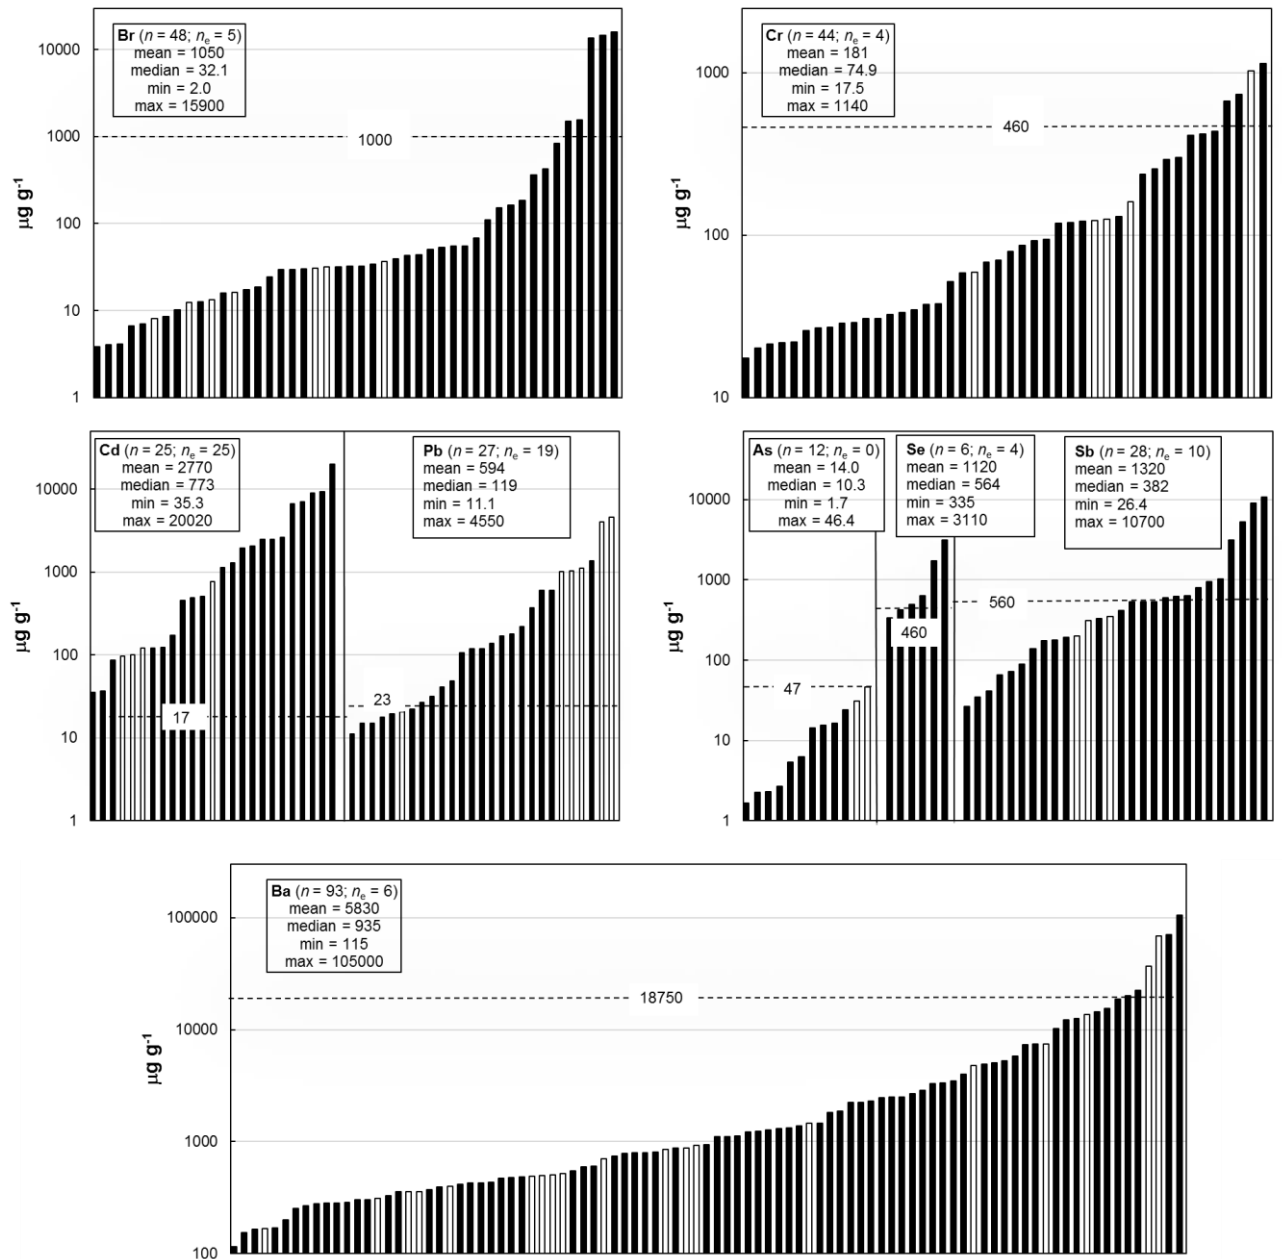 Br (n = 48; nₑ = 5)
mean = 1050
median = 32.1
min = 2.0
max = 15900
10000
1000
100
10
1
µg g⁻¹
1000
Cr (n = 44; nₑ = 4)
mean = 181
median = 74.9
min = 17.5
max = 1140
1000
100
10
µg g⁻¹
460
Cd (n = 25; nₑ = 25)
mean = 2770
median = 773
min = 35.3
max = 20020
Pb (n = 27; nₑ = 19)
mean = 594
median = 119
min = 11.1
max = 4550
10000
1000
100
10
1
µg g⁻¹
17
23
As (n = 12; nₑ = 0)
mean = 14.0
median = 10.3
min = 1.7
max = 46.4
Se (n = 6; nₑ = 4)
mean = 1120
median = 564
min = 335
max = 3110
Sb (n = 28; nₑ = 10)
mean = 1320
median = 382
min = 26.4
max = 10700
10000
1000
100
10
1
µg g⁻¹
47
460
560
Ba (n = 93; nₑ = 6)
mean = 5830
median = 935
min = 115
max = 105000
100000
10000
1000
100
µg g⁻¹
18750